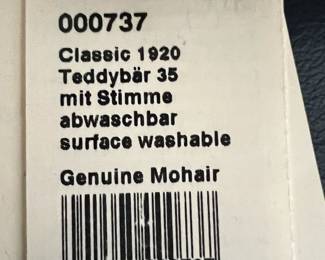 000737
Classic 1920
Teddybär 35
mit Stimme
abwaschbar
surface washable
Genuine Mohair